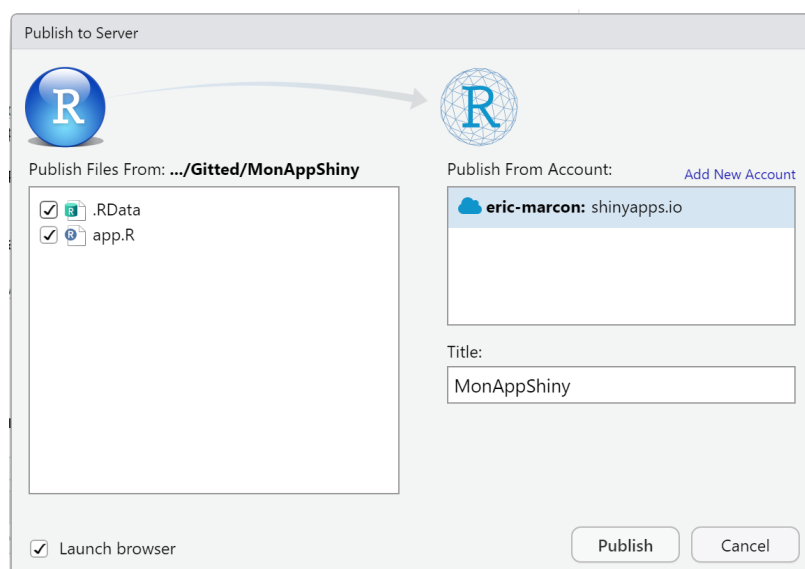 Publish to Server
Publish Files From: .../Gitted/MonAppShiny
.RData
app.R
Publish From Account:
Add New Account
eric-marcon: shinyapps.io
Title:
MonAppShiny
Launch browser
Publish
Cancel